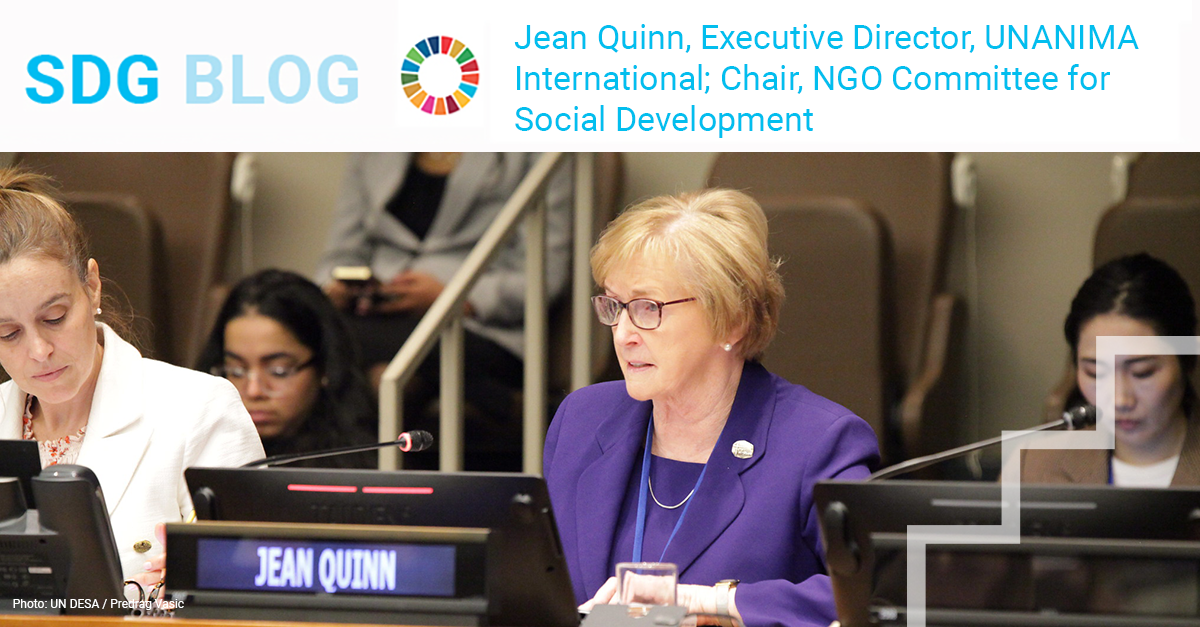 SDG BLOG
Jean Quinn, Executive Director, UNANIMA
International; Chair, NGO Committee for
Social Development
JEAN QUINN
Photo: UN DESA / Predrag Vasic